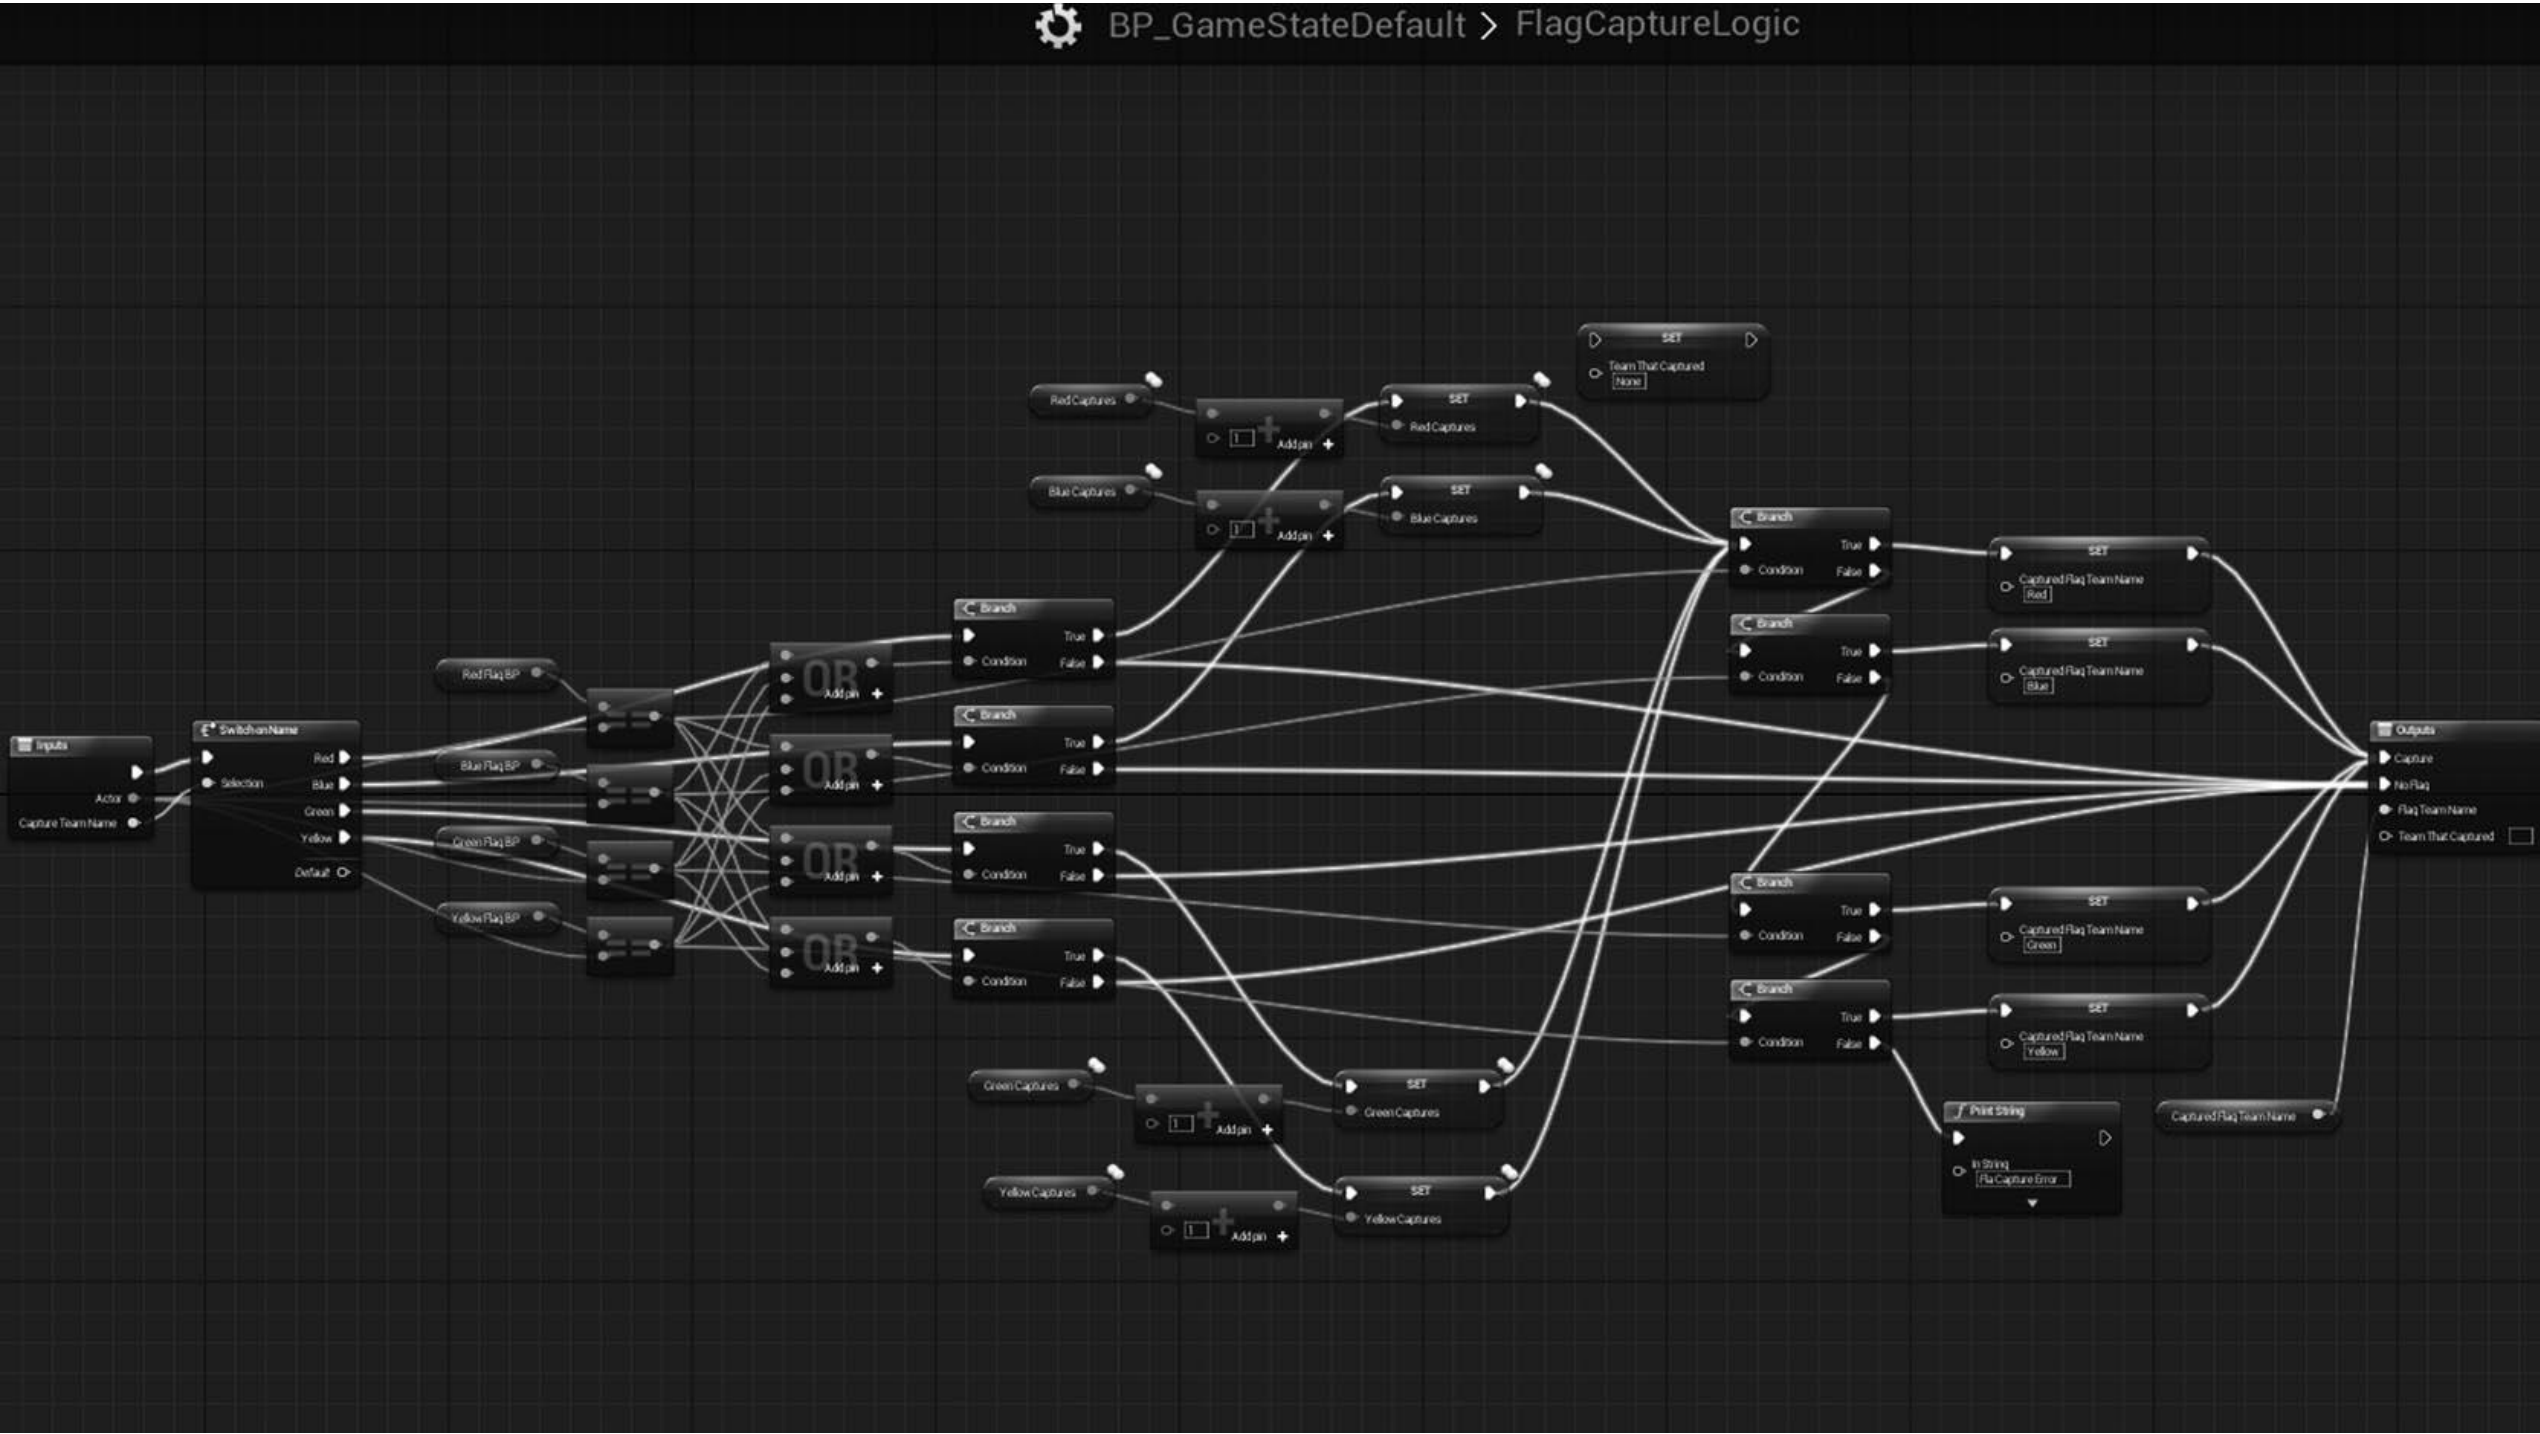 BP_GameStateDefault > FlagCaptureLogic
Inputs
Actor
Capture Team Name
Switch on Name
Selection
Red
Blue
Green
Yellow
Default
Red Flag BP
Blue Flag BP
Green Flag BP
Yellow Flag BP
==
==
==
==
OR
Add pin +
OR
Add pin +
OR
Add pin +
OR
Add pin +
Branch
True
Condition
False
Branch
True
Condition
False
Branch
True
Condition
False
Branch
True
Condition
False
Red Captures
1
+
Add pin +
SET
Red Captures
Blue Captures
1
+
Add pin +
SET
Blue Captures
Green Captures
1
+
Add pin +
SET
Green Captures
Yellow Captures
1
+
Add pin +
SET
Yellow Captures
SET
Team That Captured
None
Branch
True
Condition
False
SET
Captured Flag Team Name
Red
Branch
True
Condition
False
SET
Captured Flag Team Name
Blue
Branch
True
Condition
False
SET
Captured Flag Team Name
Green
Branch
True
Condition
False
SET
Captured Flag Team Name
Yellow
f Print String
In String
Fla Capture Error
Captured Flag Team Name
Outputs
Capture
No Flag
Flag Team Name
Team That Captured